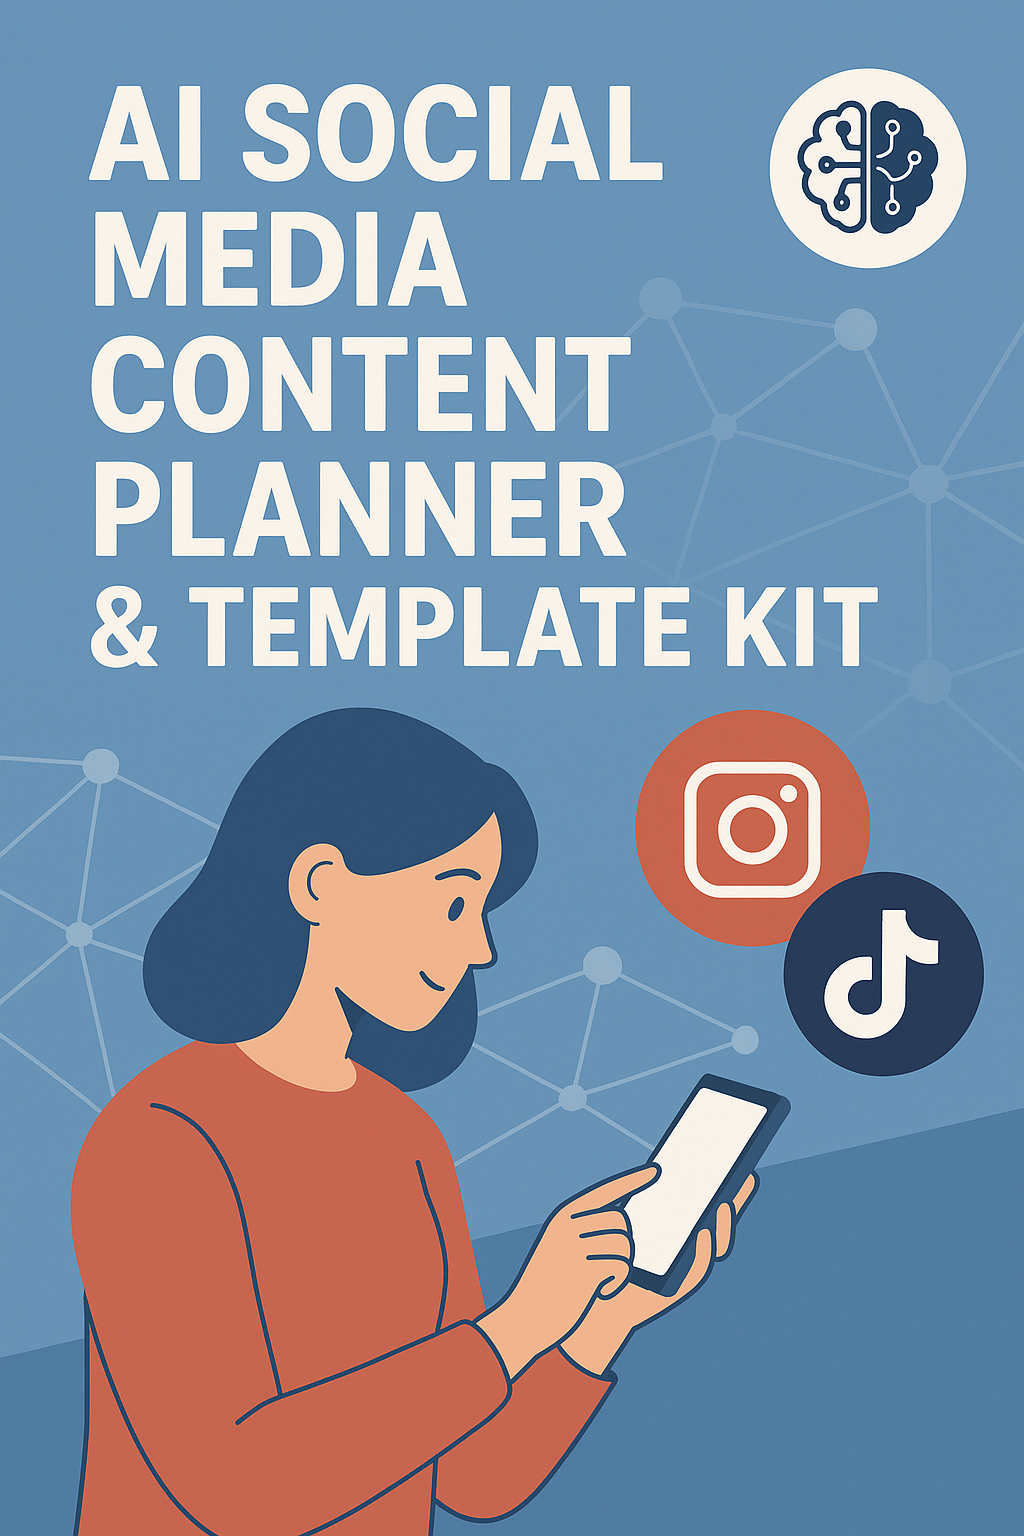 AI SOCIAL
MEDIA
CONTENT
PLANNER
& TEMPLATE KIT